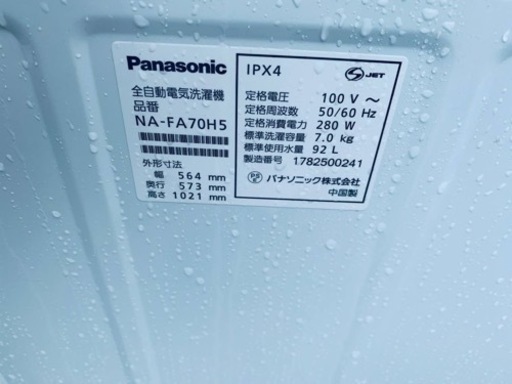 Panasonic
全自動電気洗濯機
品番
NA-FA70H5
外形寸法
幅 564 mm
奥行 573 mm
高さ 1021 mm
IPX4
S JET
定格電圧 100 V ～
定格周波数 50/60 Hz
定格消費電力 280 W
標準洗濯容量 7.0 kg
標準使用水量 92 L
製造番号 1782500241
PS E パナソニック株式会社
中国製